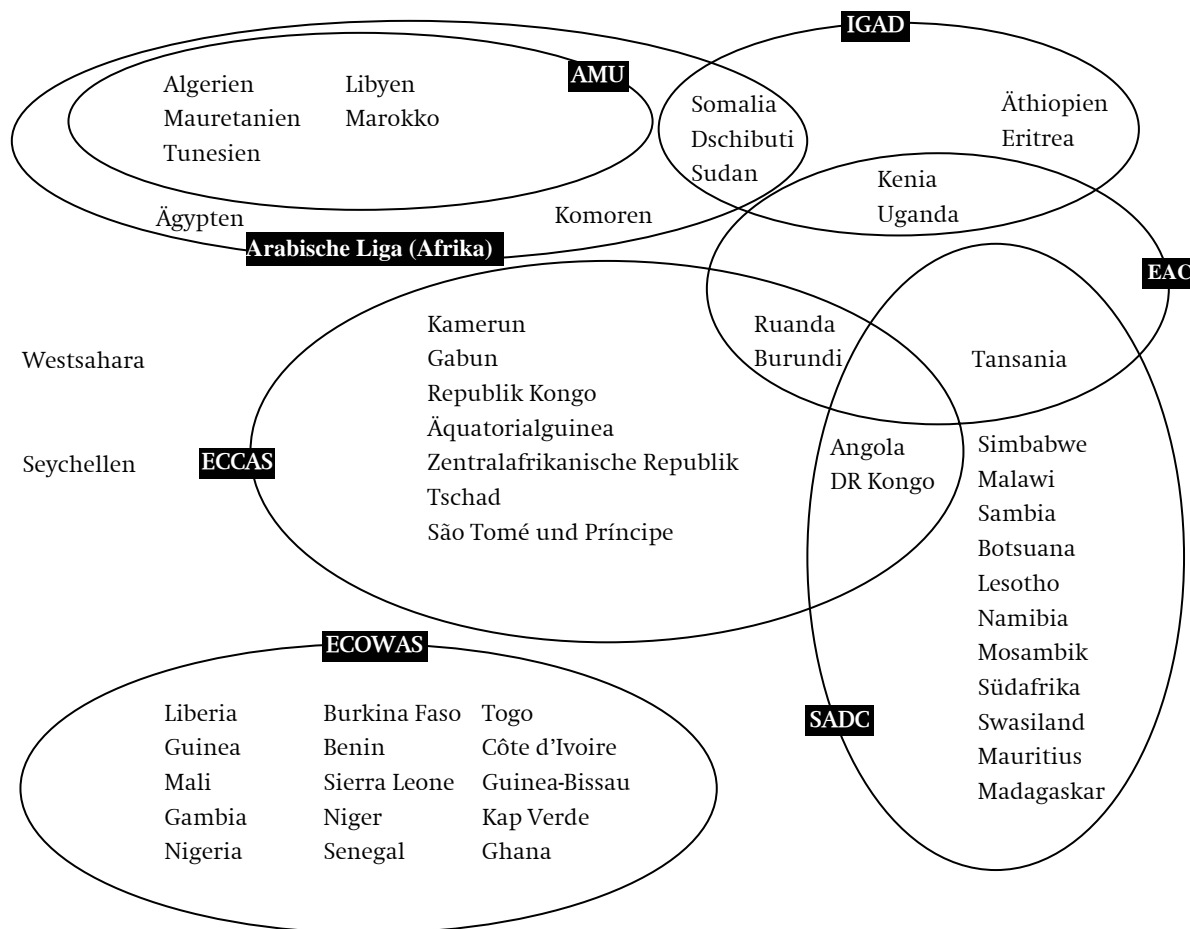 IGAD
AMU
Algerien Libyen
Mauretanien Marokko
Tunesien
Somalia
Dschibuti
Sudan
Äthiopien
Eritrea
Kenia
Uganda
Ägypten
Komoren
Arabische Liga (Afrika)
EAC
Westsahara
Seychellen
Kamerun
Gabun
Republik Kongo
Äquatorialguinea
Zentralafrikanische Republik
Tschad
São Tomé und Príncipe
ECCAS
Ruanda
Burundi
Tansania
Angola
DR Kongo
Simbabwe
Malawi
Sambia
Botsuana
Lesotho
Namibia
Mosambik
Südafrika
Swasiland
Mauritius
Madagaskar
SADC
ECOWAS
Liberia Burkina Faso Togo
Guinea Benin Côte d’Ivoire
Mali Sierra Leone Guinea-Bissau
Gambia Niger Kap Verde
Nigeria Senegal Ghana